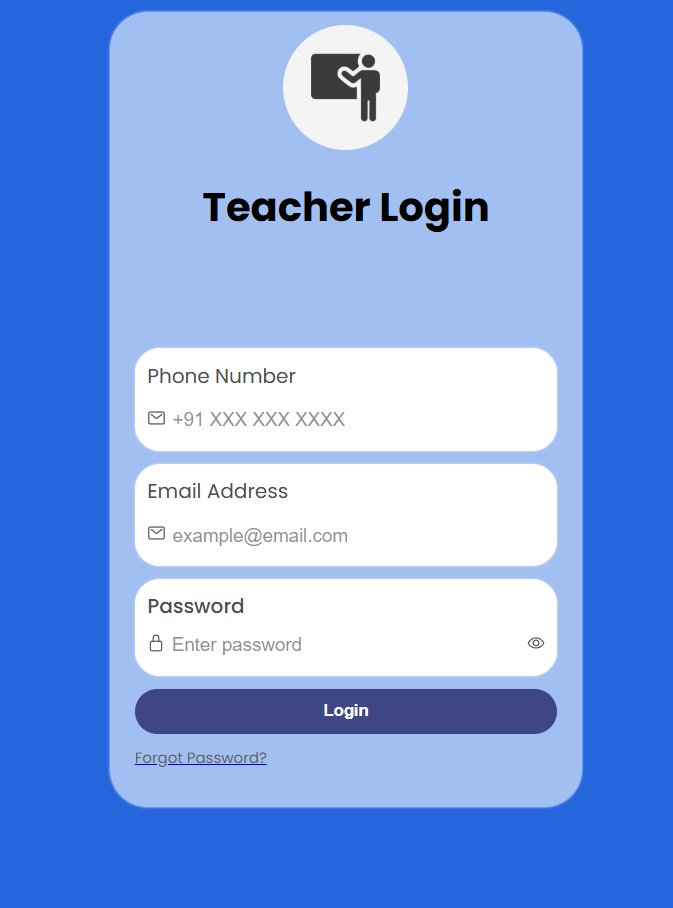 Teacher Login
Phone Number
+91 XXX XXX XXXX
Email Address
example@email.com
Password
Enter password
Login
Forgot Password?